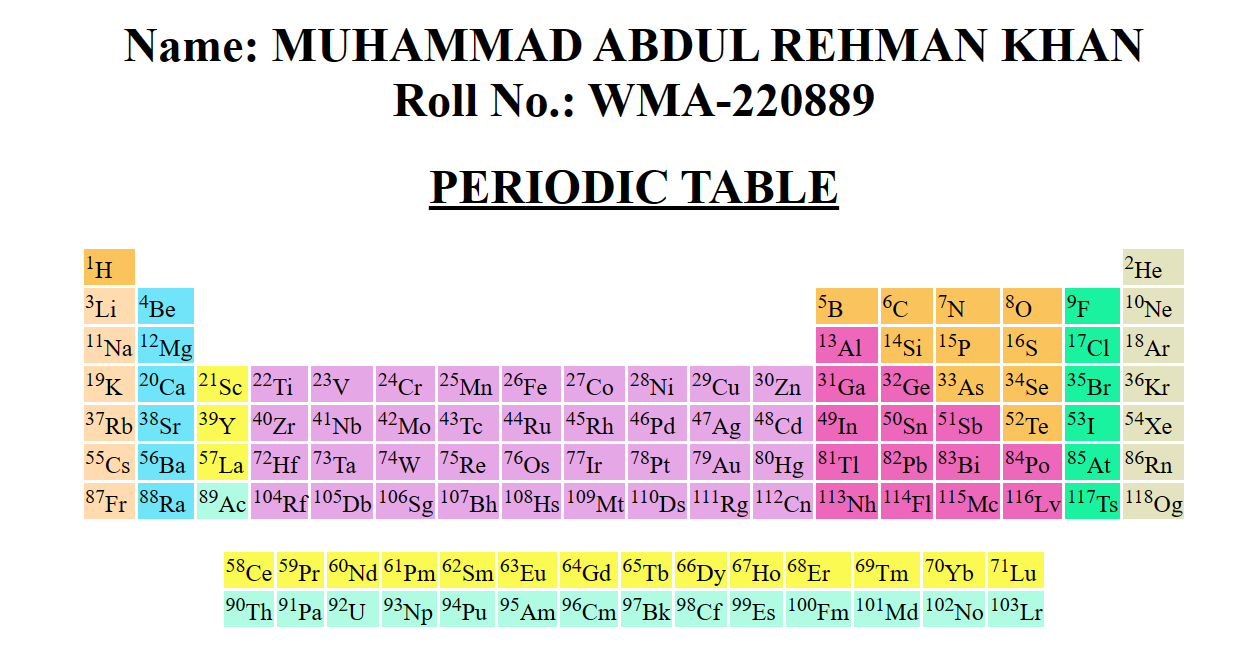 Name: MUHAMMAD ABDUL REHMAN KHAN
Roll No.: WMA-220889
PERIODIC TABLE
1H 2He
3Li 4Be 5B 6C 7N 8O 9F 10Ne
11Na 12Mg 13Al 14Si 15P 16S 17Cl 18Ar
19K 20Ca 21Sc 22Ti 23V 24Cr 25Mn 26Fe 27Co 28Ni 29Cu 30Zn 31Ga 32Ge 33As 34Se 35Br 36Kr
37Rb 38Sr 39Y 40Zr 41Nb 42Mo 43Tc 44Ru 45Rh 46Pd 47Ag 48Cd 49In 50Sn 51Sb 52Te 53I 54Xe
55Cs 56Ba 57La 72Hf 73Ta 74W 75Re 76Os 77Ir 78Pt 79Au 80Hg 81Tl 82Pb 83Bi 84Po 85At 86Rn
87Fr 88Ra 89Ac 104Rf 105Db 106Sg 107Bh 108Hs 109Mt 110Ds 111Rg 112Cn 113Nh 114Fl 115Mc 116Lv 117Ts 118Og
58Ce 59Pr 60Nd 61Pm 62Sm 63Eu 64Gd 65Tb 66Dy 67Ho 68Er 69Tm 70Yb 71Lu
90Th 91Pa 92U 93Np 94Pu 95Am 96Cm 97Bk 98Cf 99Es 100Fm 101Md 102No 103Lr